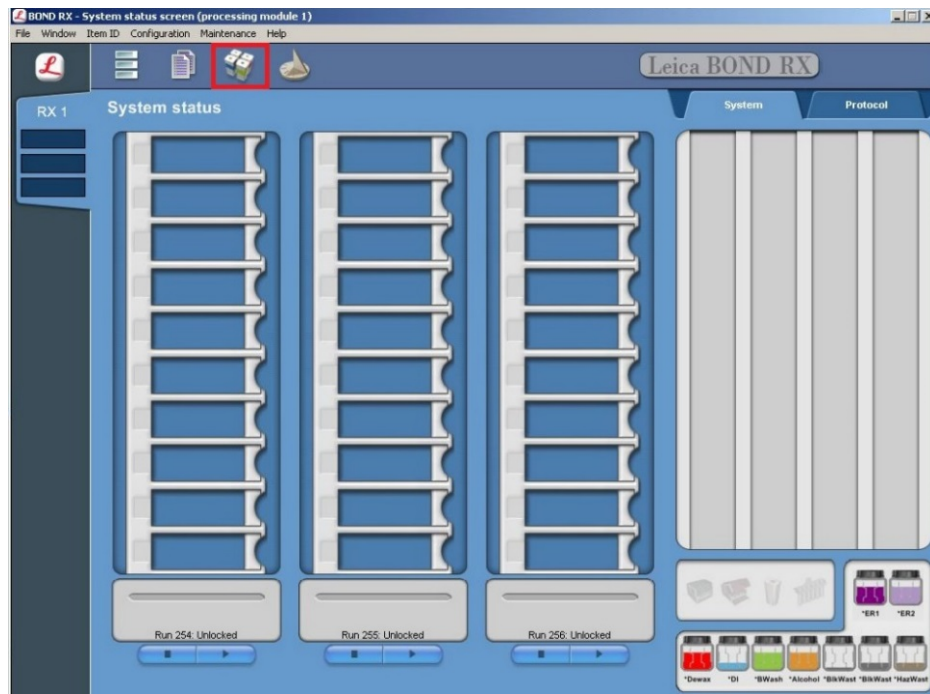 BOND RX - System status screen (processing module 1)
File Window Item ID Configuration Maintenance Help
Leica BOND RX
RX 1
System status
System
Protocol
Run 254: Unlocked
Run 255: Unlocked
Run 256: Unlocked
*ER1 *ER2
*Dewax *DI *BWash *Alcohol *BlkWast *BlkWast *HazWast